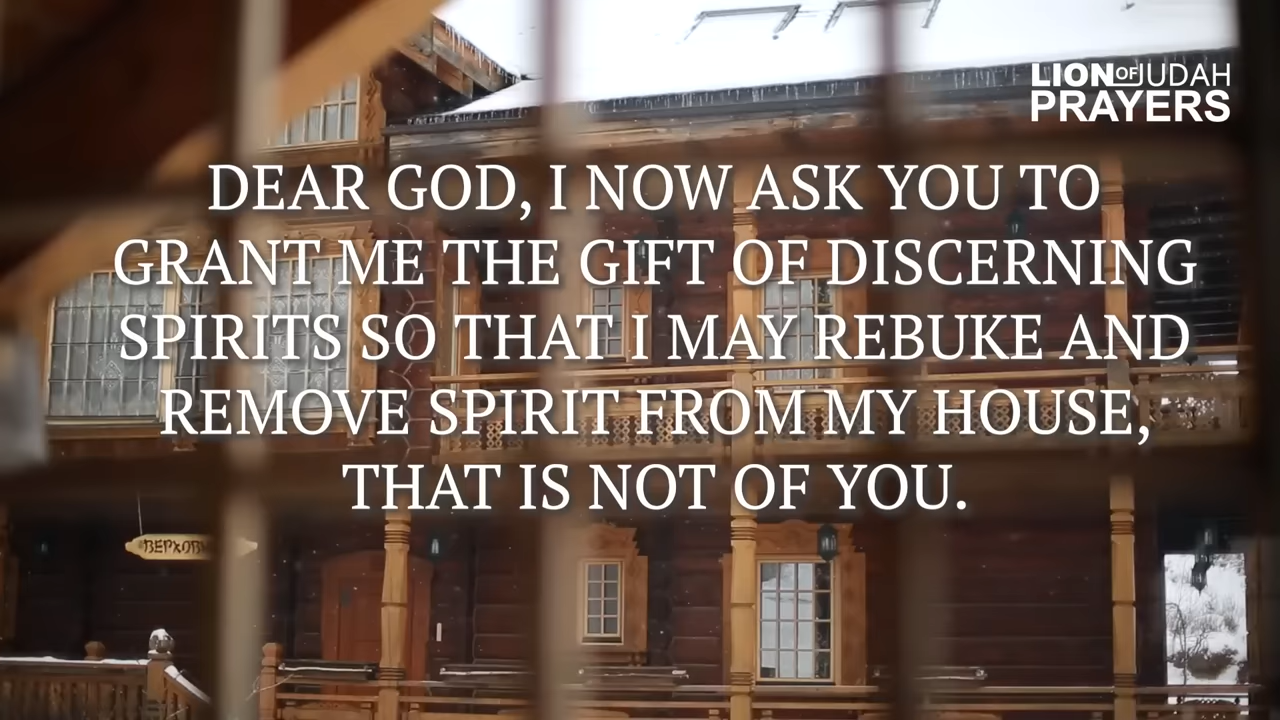 LION OF JUDAH
PRAYERS
DEAR GOD, I NOW ASK YOU TO
GRANT ME THE GIFT OF DISCERNING
SPIRITS SO THAT I MAY REBUKE AND
REMOVE SPIRIT FROM MY HOUSE,
THAT IS NOT OF YOU.